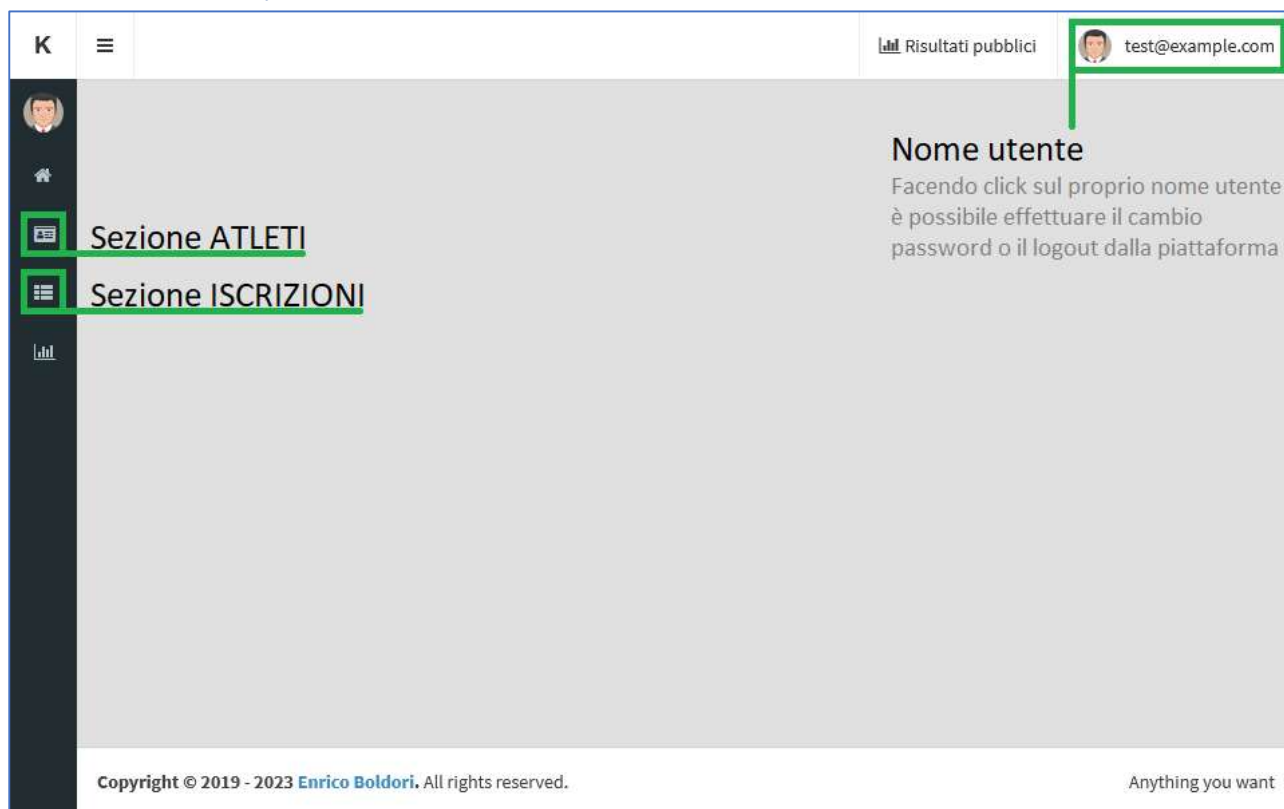 K
Risultati pubblici
test@example.com
Nome utente
Facendo click sul proprio nome utente
è possibile effettuare il cambio
password o il logout dalla piattaforma
Sezione ATLETI
Sezione ISCRIZIONI
Copyright © 2019 - 2023 Enrico Boldori. All rights reserved.
Anything you want